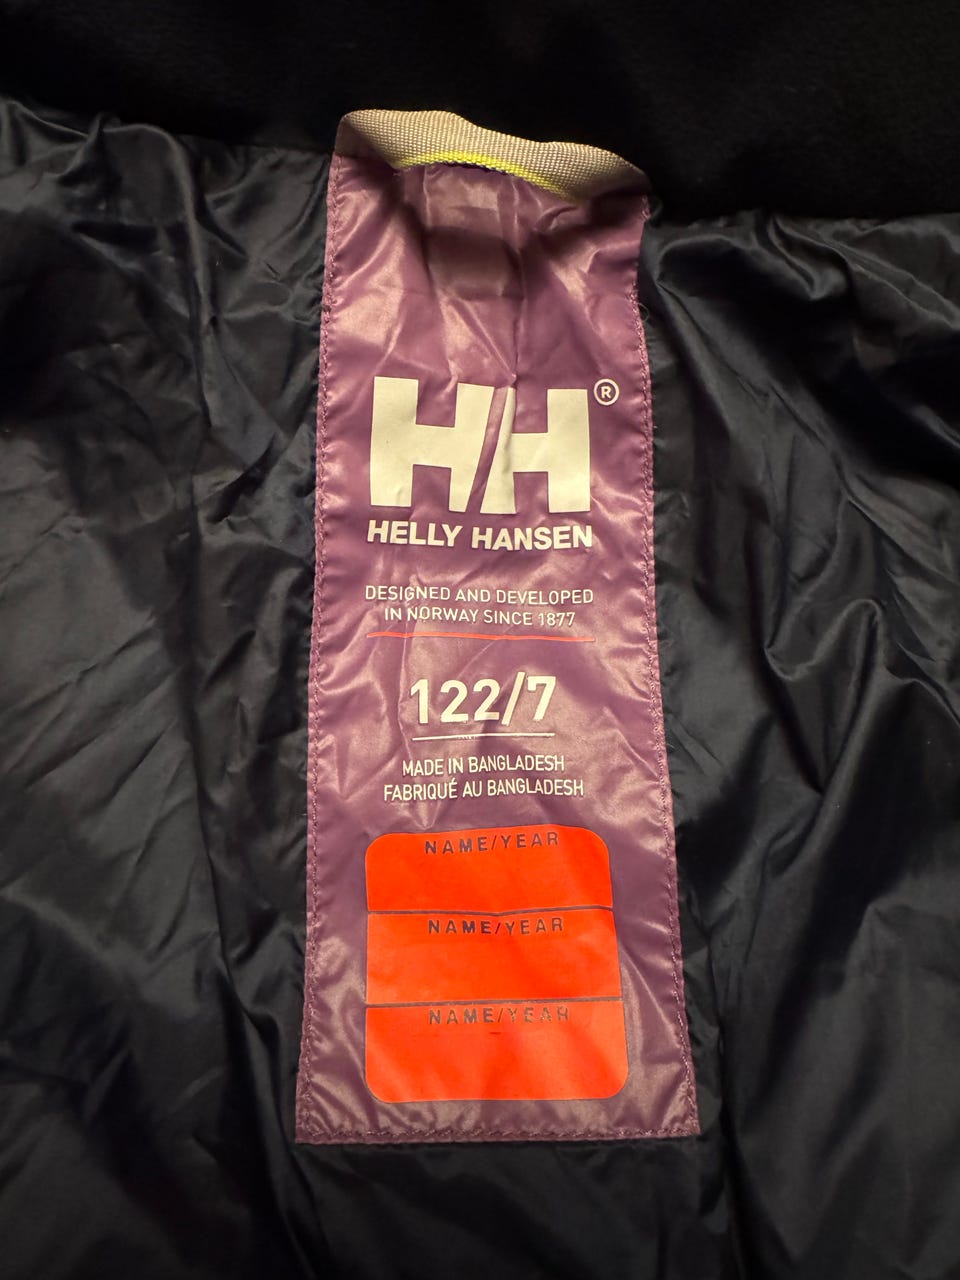 HH®
HELLY HANSEN
DESIGNED AND DEVELOPED
IN NORWAY SINCE 1877
122/7
MADE IN BANGLADESH
FABRIQUÉ AU BANGLADESH
NAME/YEAR
NAME/YEAR
NAME/YEAR